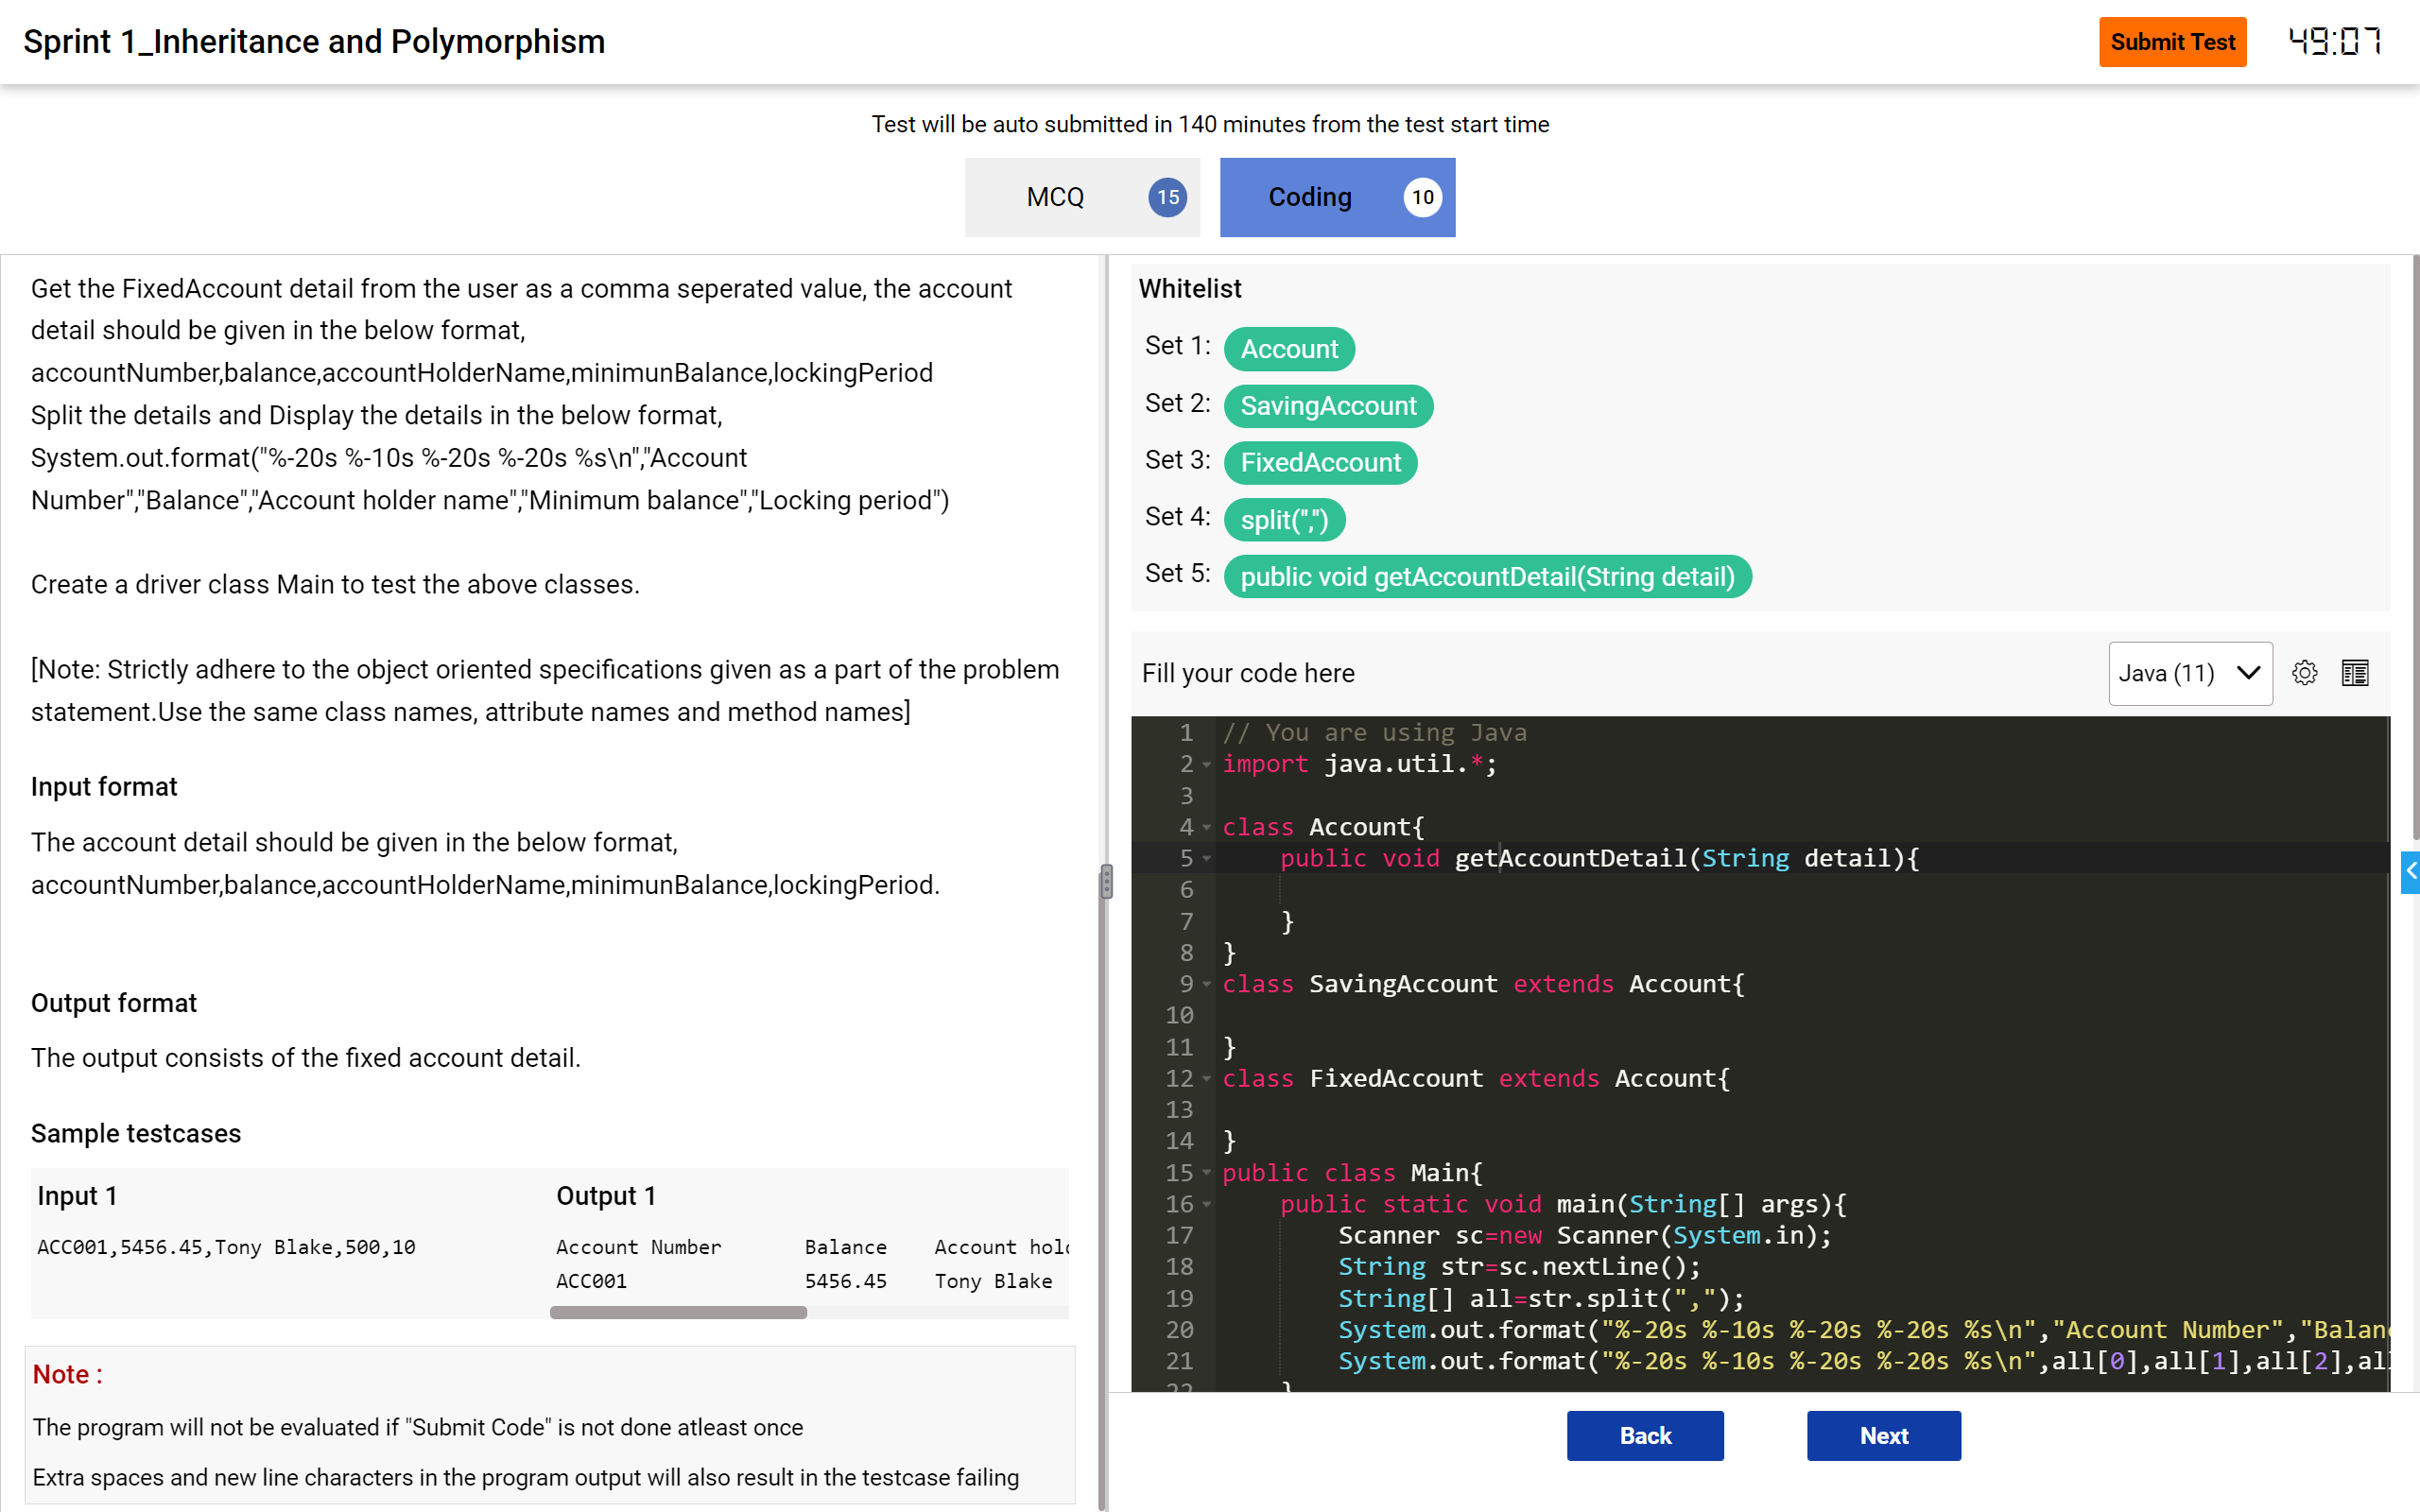 Sprint 1_Inheritance and Polymorphism
Submit Test
49:07
Test will be auto submitted in 140 minutes from the test start time
MCQ 15
Coding 10
Get the FixedAccount detail from the user as a comma seperated value, the account
detail should be given in the below format,
accountNumber,balance,accountHolderName,minimunBalance,lockingPeriod
Split the details and Display the details in the below format,
System.out.format("%-20s %-10s %-20s %-20s %s\n","Account
Number","Balance","Account holder name","Minimum balance","Locking period")
Create a driver class Main to test the above classes.
[Note: Strictly adhere to the object oriented specifications given as a part of the problem
statement.Use the same class names, attribute names and method names]
Input format
The account detail should be given in the below format,
accountNumber,balance,accountHolderName,minimunBalance,lockingPeriod.
Output format
The output consists of the fixed account detail.
Sample testcases
Input 1
ACC001,5456.45,Tony Blake,500,10
Output 1
Account Number Balance Account hol
ACC001 5456.45 Tony Blake
Note :
The program will not be evaluated if "Submit Code" is not done atleast once
Extra spaces and new line characters in the program output will also result in the testcase failing
Whitelist
Set 1: Account
Set 2: SavingAccount
Set 3: FixedAccount
Set 4: split(",")
Set 5: public void getAccountDetail(String detail)
Fill your code here
Java (11)
1 // You are using Java
2 import java.util.*;
3
4 class Account{
5 public void getAccountDetail(String detail){
6
7 }
8 }
9 class SavingAccount extends Account{
10
11 }
12 class FixedAccount extends Account{
13
14 }
15 public class Main{
16 public static void main(String[] args){
17 Scanner sc=new Scanner(System.in);
18 String str=sc.nextLine();
19 String[] all=str.split(",");
20 System.out.format("%-20s %-10s %-20s %-20s %s\n","Account Number","Balan
21 System.out.format("%-20s %-10s %-20s %-20s %s\n",all[0],all[1],all[2],al
22 }
Back
Next